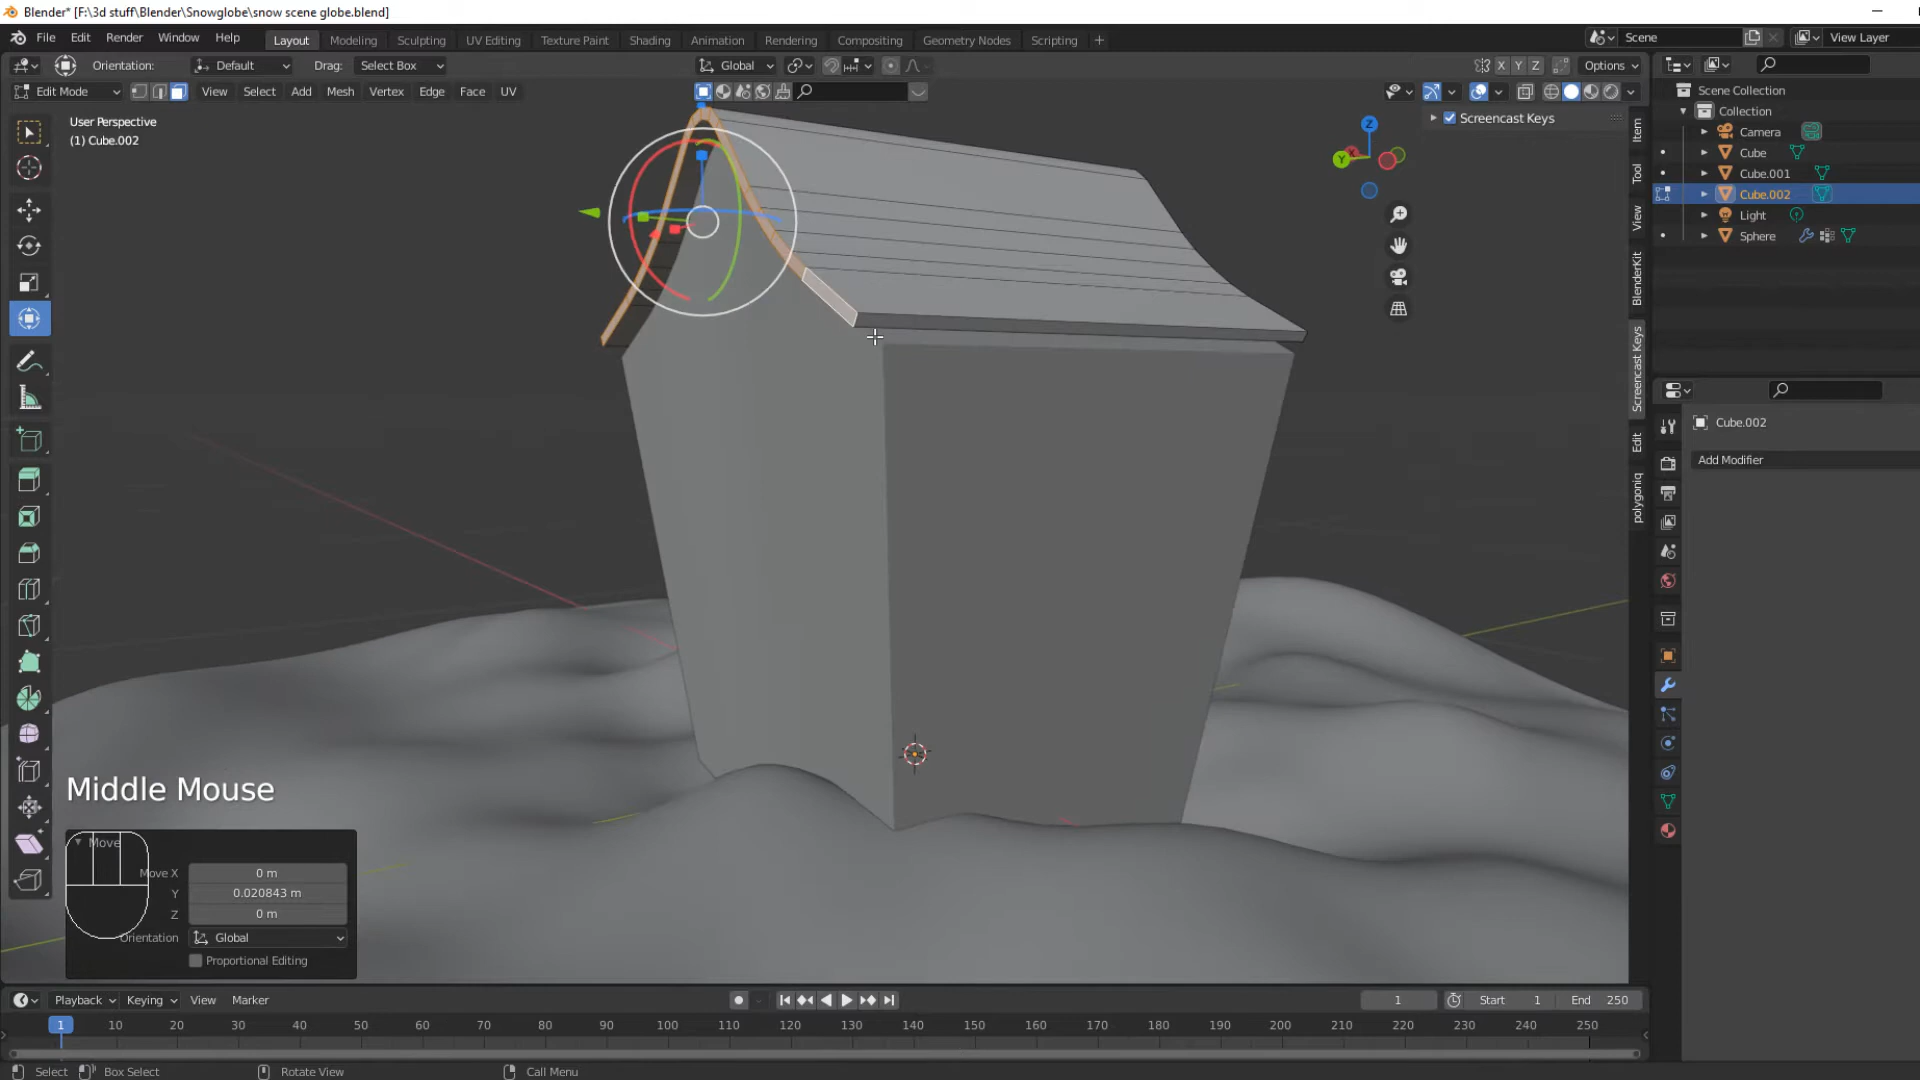 Blender* [F:\3d stuff\Blender\Snowglobe\snow scene globe.blend]
File Edit Render Window Help Layout Modeling Sculpting UV Editing Texture Paint Shading Animation Rendering Compositing Geometry Nodes Scripting + Scene View Layer
Orientation: Default Drag: Select Box Global X Y Z Options
Edit Mode View Select Add Mesh Vertex Edge Face UV
User Perspective
(1) Cube.002
Screencast Keys
Z
Y
X
Item
Tool
View
BlenderKit
Screencast Keys
Edit
polygoniq
Scene Collection
Collection
Camera
Cube
Cube.001
Cube.002
Light
Sphere
Cube.002
Add Modifier
Middle Mouse
Move
Move X 0 m
Y 0.020843 m
Z 0 m
Orientation Global
Proportional Editing
Playback Keying View Marker 1 Start 1 End 250
1 10 20 30 40 50 60 70 80 90 100 110 120 130 140 150 160 170 180 190 200 210 220 230 240 250
Select Box Select Rotate View Call Menu